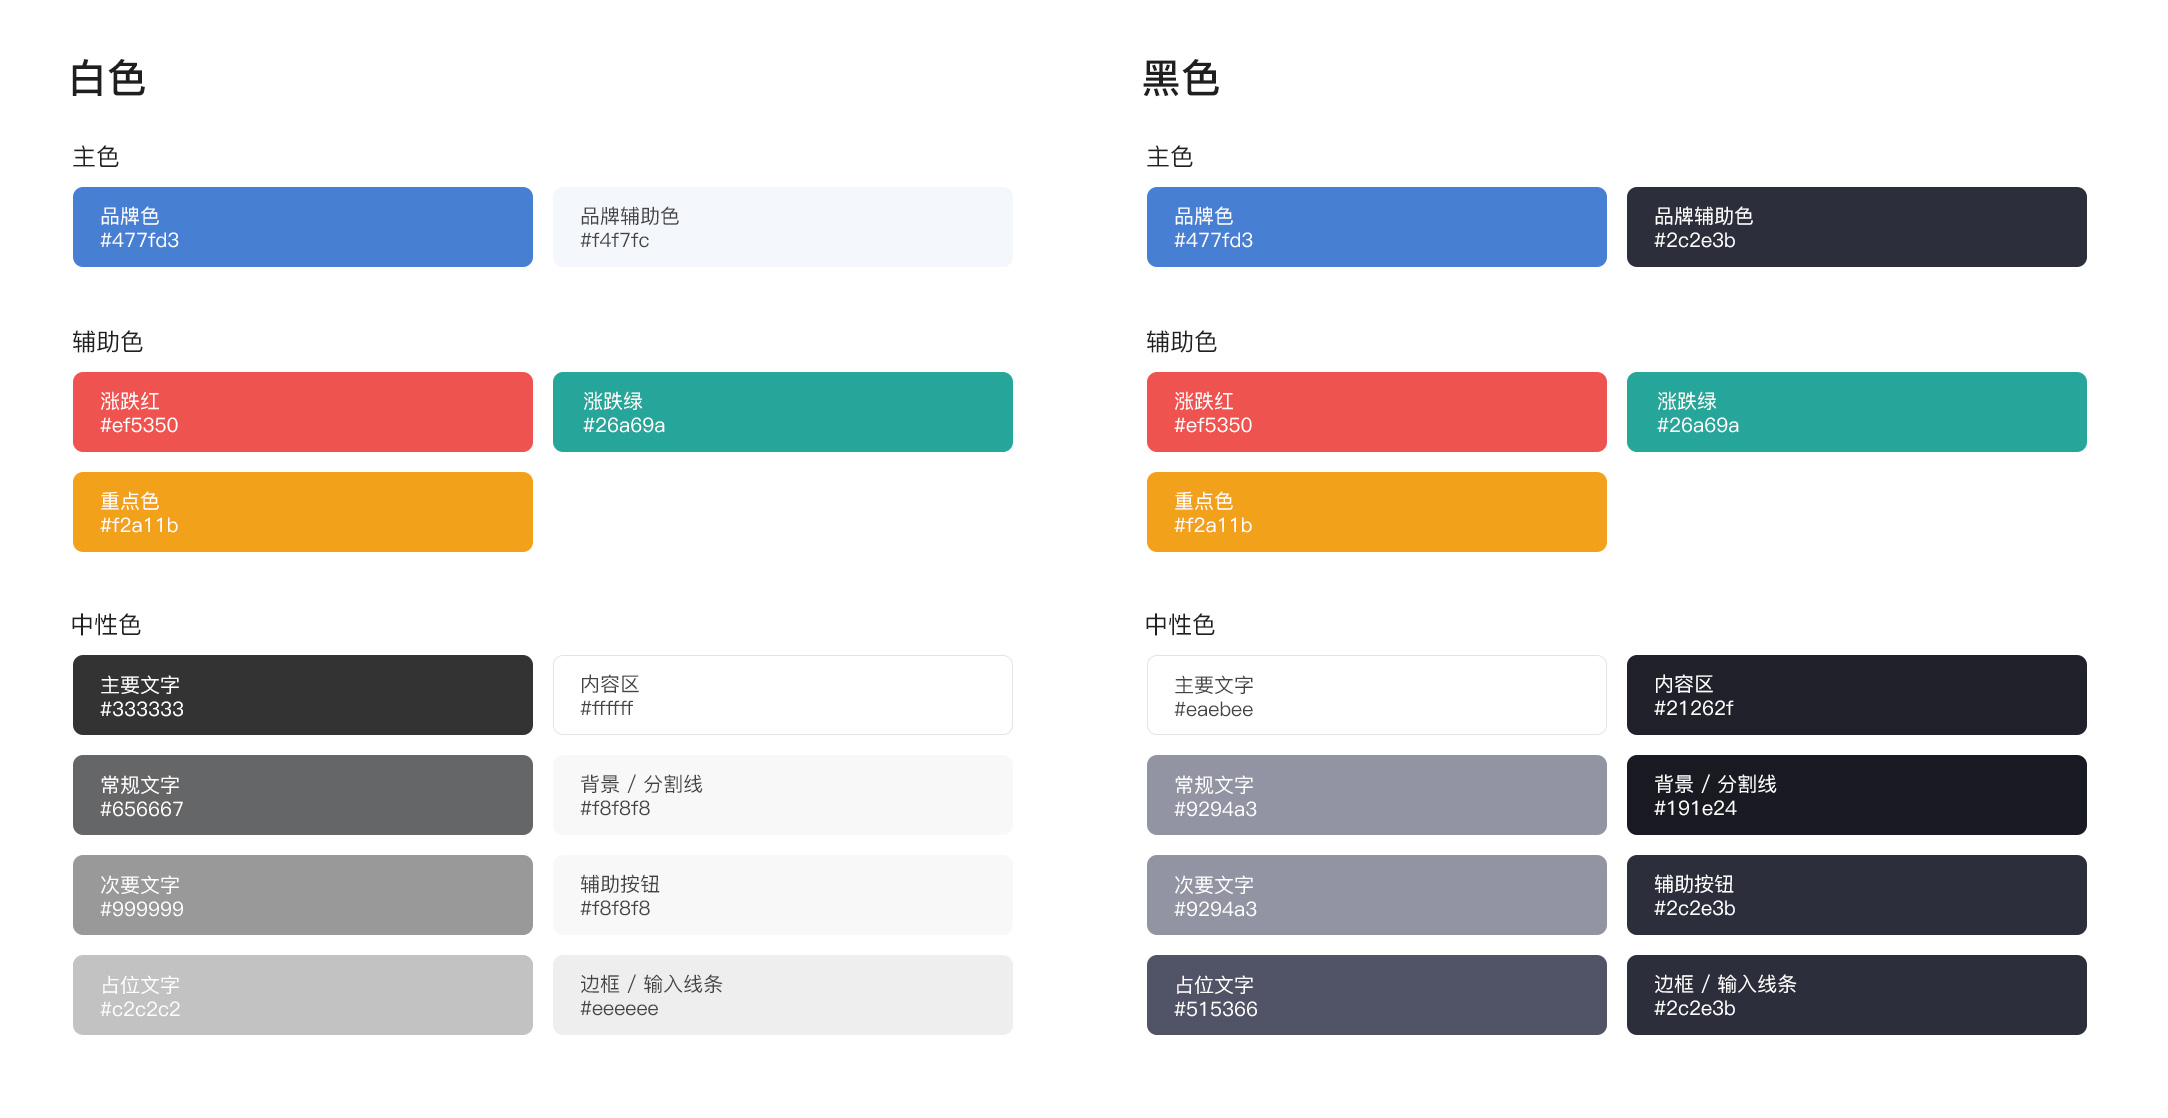 白色
主色
品牌色
#477fd3
品牌辅助色
#f4f7fc
辅助色
涨跌红
#ef5350
涨跌绿
#26a69a
重点色
#f2a11b
中性色
主要文字
#333333
内容区
#ffffff
常规文字
#656667
背景 / 分割线
#f8f8f8
次要文字
#999999
辅助按钮
#f8f8f8
占位文字
#c2c2c2
边框 / 输入线条
#eeeeee
黑色
主色
品牌色
#477fd3
品牌辅助色
#2c2e3b
辅助色
涨跌红
#ef5350
涨跌绿
#26a69a
重点色
#f2a11b
中性色
主要文字
#eaebee
内容区
#21262f
常规文字
#9294a3
背景 / 分割线
#191e24
次要文字
#9294a3
辅助按钮
#2c2e3b
占位文字
#515366
边框 / 输入线条
#2c2e3b